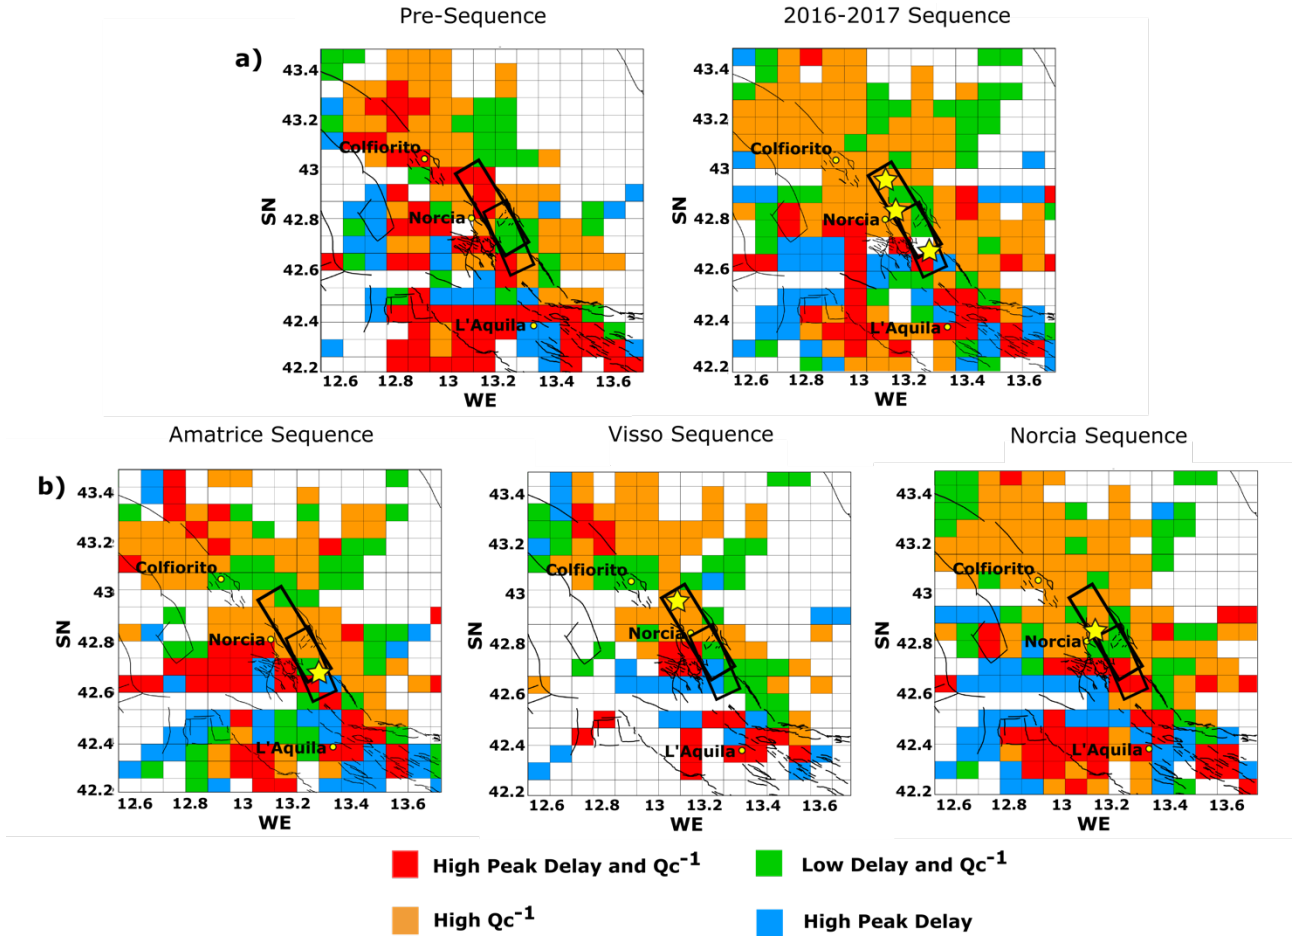 Pre-Sequence
2016-2017 Sequence
a)
43.4
43.2
43
42.8
42.6
42.4
42.2
SN
Colfiorito
Norcia
L'Aquila
12.6 12.8 13 13.2 13.4 13.6
WE
43.4
43.2
43
42.8
42.6
42.4
42.2
SN
Colfiorito
Norcia
L'Aquila
12.6 12.8 13 13.2 13.4 13.6
WE
Amatrice Sequence
Visso Sequence
Norcia Sequence
b)
43.4
43.2
43
42.8
42.6
42.4
42.2
SN
Colfiorito
Norcia
L'Aquila
12.6 12.8 13 13.2 13.4 13.6
WE
43.4
43.2
43
42.8
42.6
42.4
42.2
SN
Colfiorito
Norcia
L'Aquila
12.6 12.8 13 13.2 13.4 13.6
WE
43.4
43.2
43
42.8
42.6
42.4
42.2
SN
Colfiorito
Norcia
L'Aquila
12.6 12.8 13 13.2 13.4 13.6
WE
High Peak Delay and Qc⁻¹
Low Delay and Qc⁻¹
High Qc⁻¹
High Peak Delay